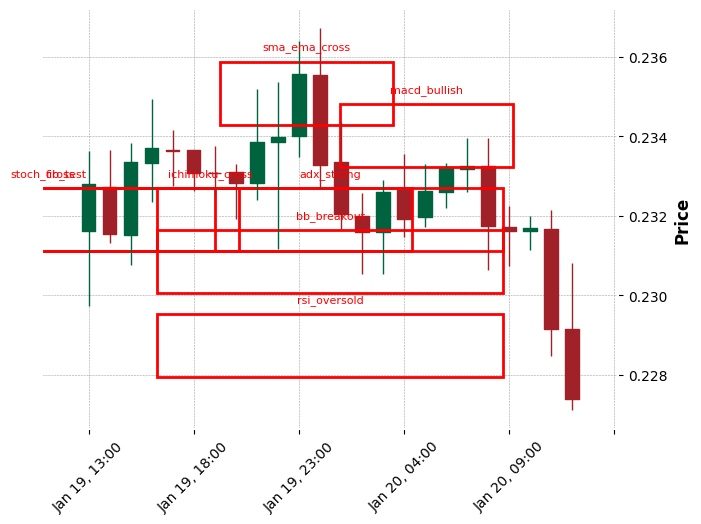 sma_ema_cross
macd_bullish
ichimoku_cross
adx_strong
bb_breakout
rsi_oversold
0.236
0.234
0.232
0.230
0.228
Price
Jan 19, 13:00
Jan 19, 18:00
Jan 19, 23:00
Jan 20, 04:00
Jan 20, 09:00